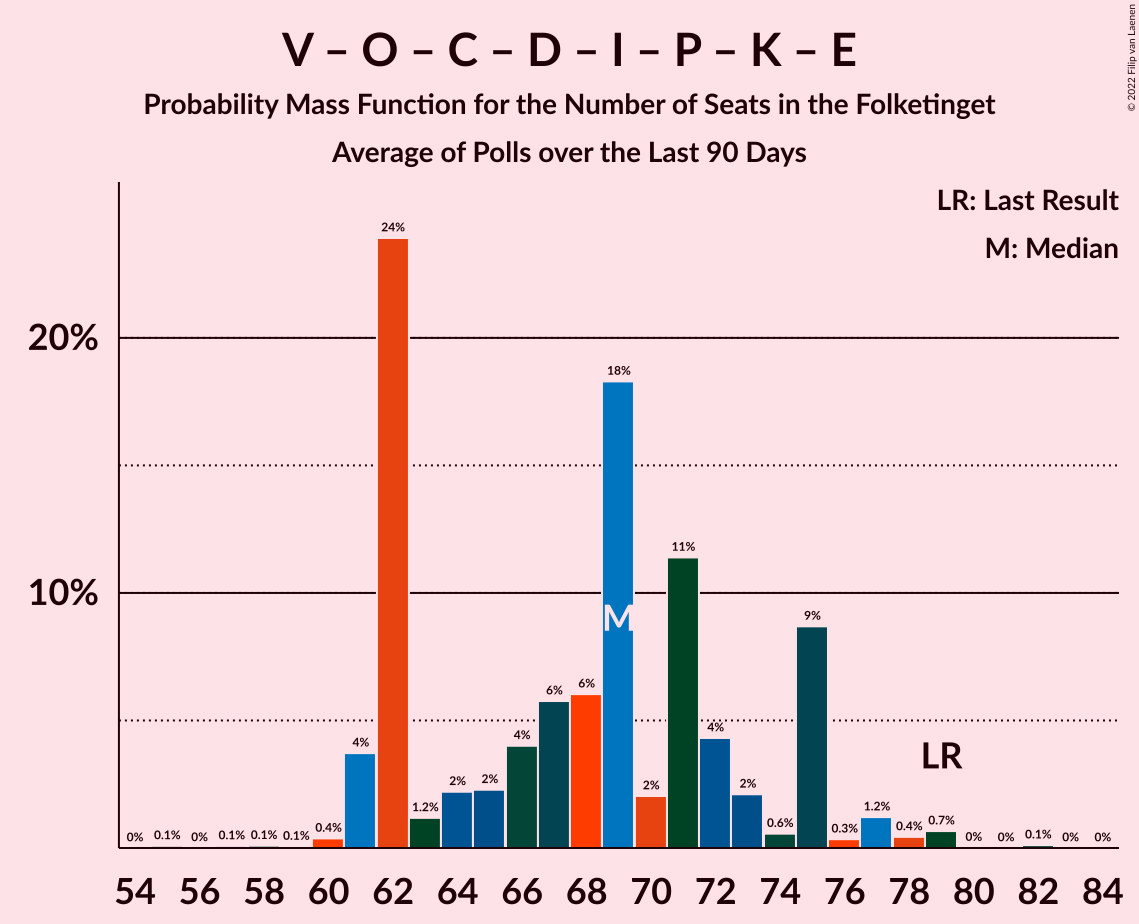 V – O – C – D – I – P – K – E
Probability Mass Function for the Number of Seats in the Folketinget
Average of Polls over the Last 90 Days
© 2022 Filip van Laenen
LR: Last Result
M: Median
20%
10%
0% 0.1% 0% 0.1% 0.1% 0.1% 0.4% 4% 24% 1.2% 2% 2% 4% 6% 6% 18% 2% 11% 4% 2% 0.6% 9% 0.3% 1.2% 0.4% 0.7% 0% 0% 0.1% 0% 0%
M
LR
54 56 58 60 62 64 66 68 70 72 74 76 78 80 82 84